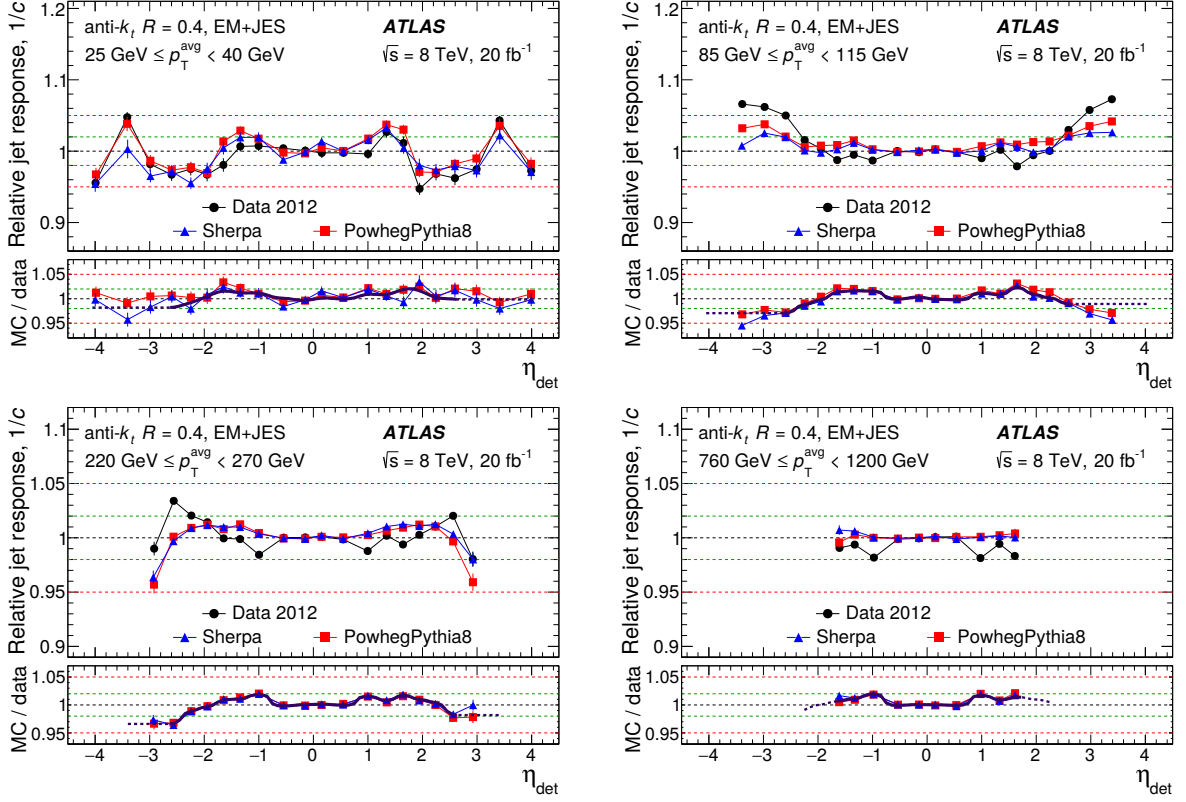 Relative jet response, 1/c
1.2
1.1
1
0.9
anti-k_t R = 0.4, EM+JES
ATLAS
25 GeV ≤ p_T^avg < 40 GeV
√s = 8 TeV, 20 fb⁻¹
Data 2012
Sherpa
PowhegPythia8
MC / data
1.05
1
0.95
−4 −3 −2 −1 0 1 2 3 4
η_det
Relative jet response, 1/c
1.2
1.1
1
0.9
anti-k_t R = 0.4, EM+JES
ATLAS
85 GeV ≤ p_T^avg < 115 GeV
√s = 8 TeV, 20 fb⁻¹
Data 2012
Sherpa
PowhegPythia8
MC / data
1.05
1
0.95
−4 −3 −2 −1 0 1 2 3 4
η_det
Relative jet response, 1/c
1.1
1.05
1
0.95
0.9
anti-k_t R = 0.4, EM+JES
ATLAS
220 GeV ≤ p_T^avg < 270 GeV
√s = 8 TeV, 20 fb⁻¹
Data 2012
Sherpa
PowhegPythia8
MC / data
1.05
1
0.95
−4 −3 −2 −1 0 1 2 3 4
η_det
Relative jet response, 1/c
1.1
1.05
1
0.95
0.9
anti-k_t R = 0.4, EM+JES
ATLAS
760 GeV ≤ p_T^avg < 1200 GeV
√s = 8 TeV, 20 fb⁻¹
Data 2012
Sherpa
PowhegPythia8
MC / data
1.05
1
0.95
−4 −3 −2 −1 0 1 2 3 4
η_det